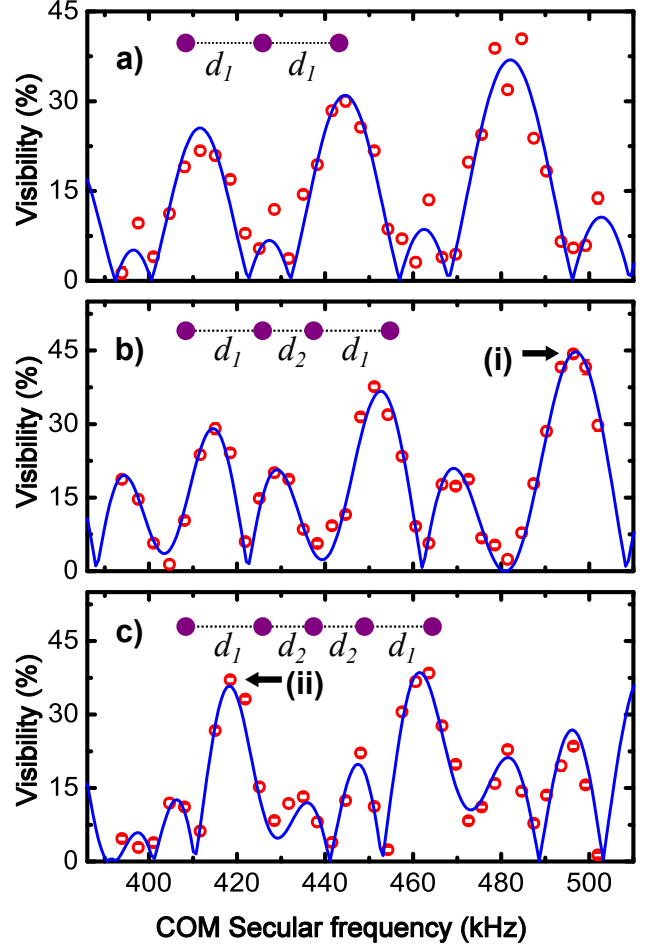 45
30
15
0
Visibility (%)
a)
d1 d1
45
30
15
0
Visibility (%)
b)
d1 d2 d1
(i)
45
30
15
0
Visibility (%)
c)
d1 d2 d2 d1
(ii)
400 420 440 460 480 500
COM Secular frequency (kHz)